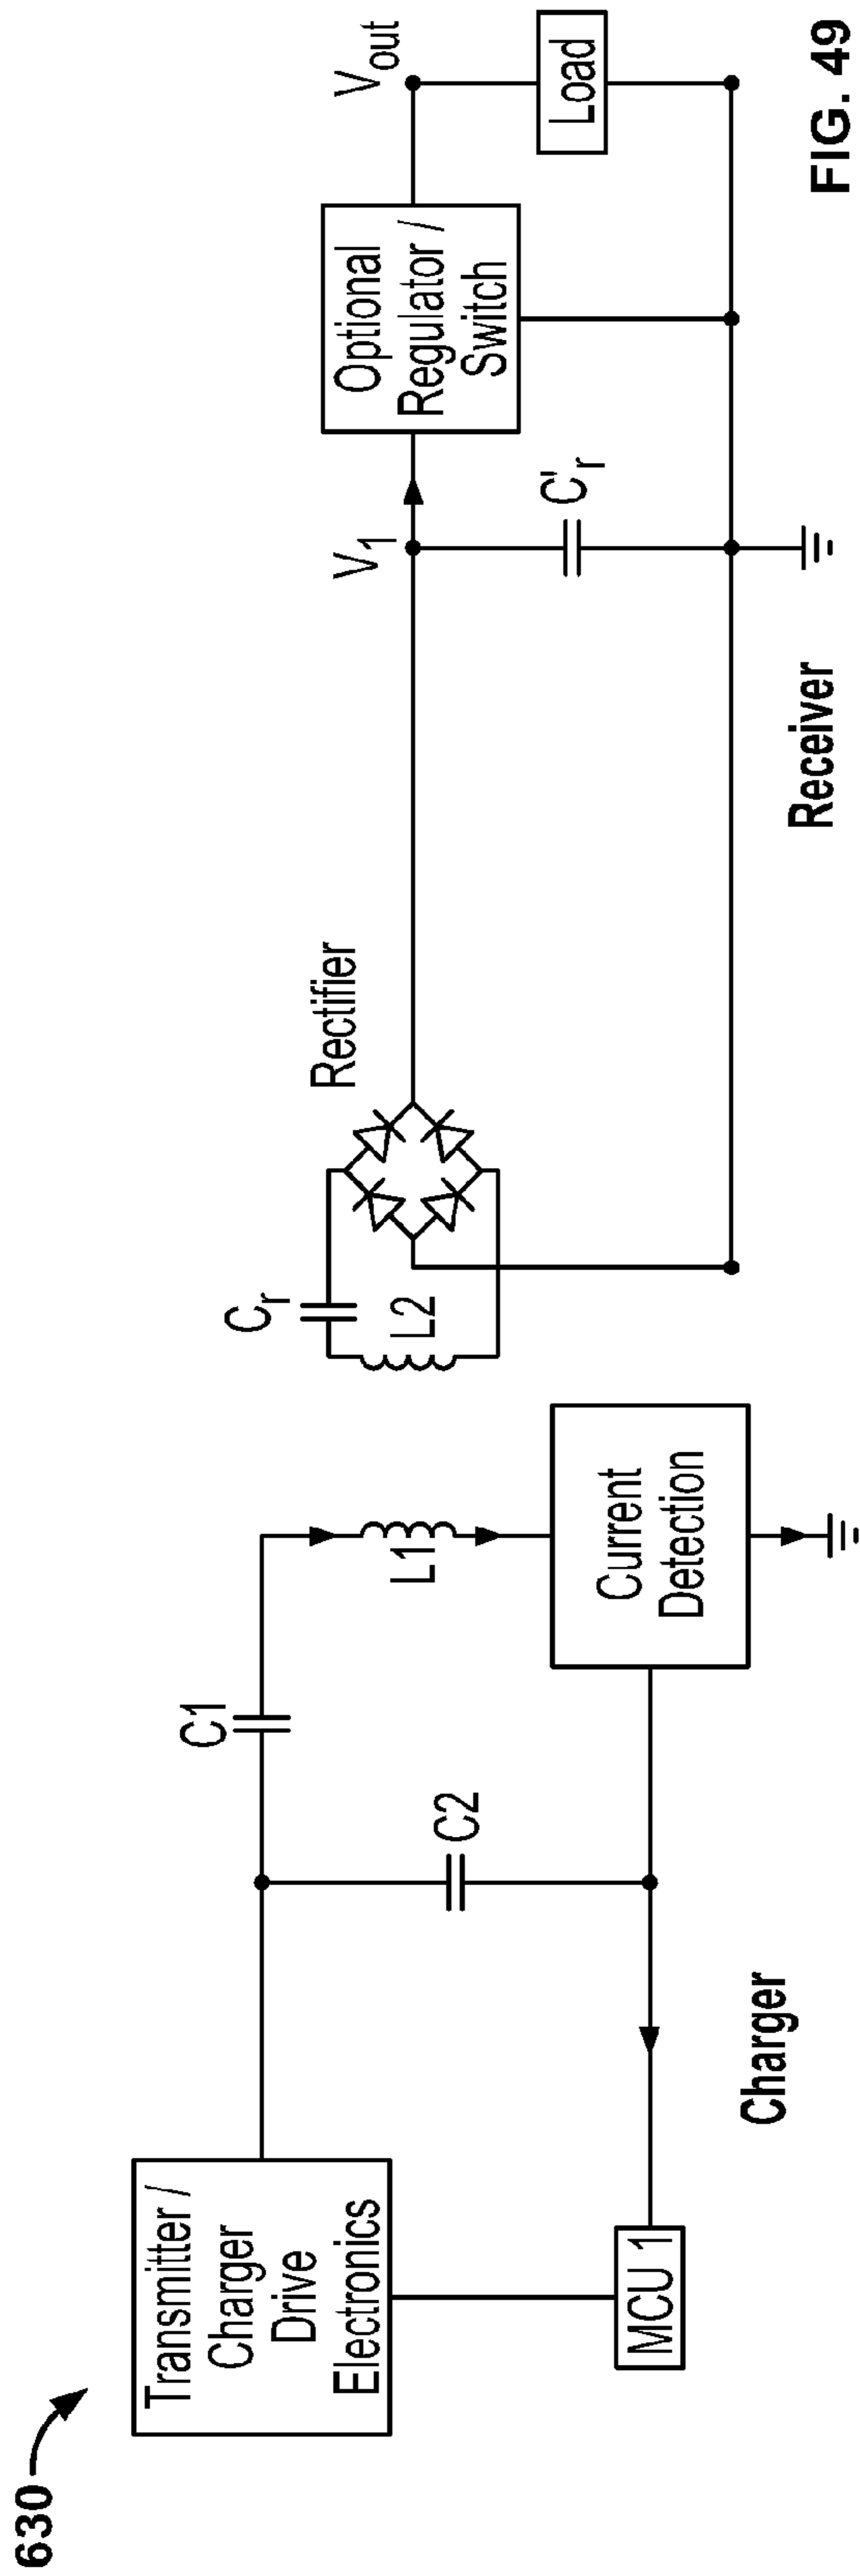 630
Transmitter /
Charger
Drive
Electronics
MCU 1
C2
C1
L1
Current
Detection
Charger
Cr
L2
Rectifier
V1
C'r
Optional
Regulator /
Switch
Vout
Load
Receiver
FIG. 49